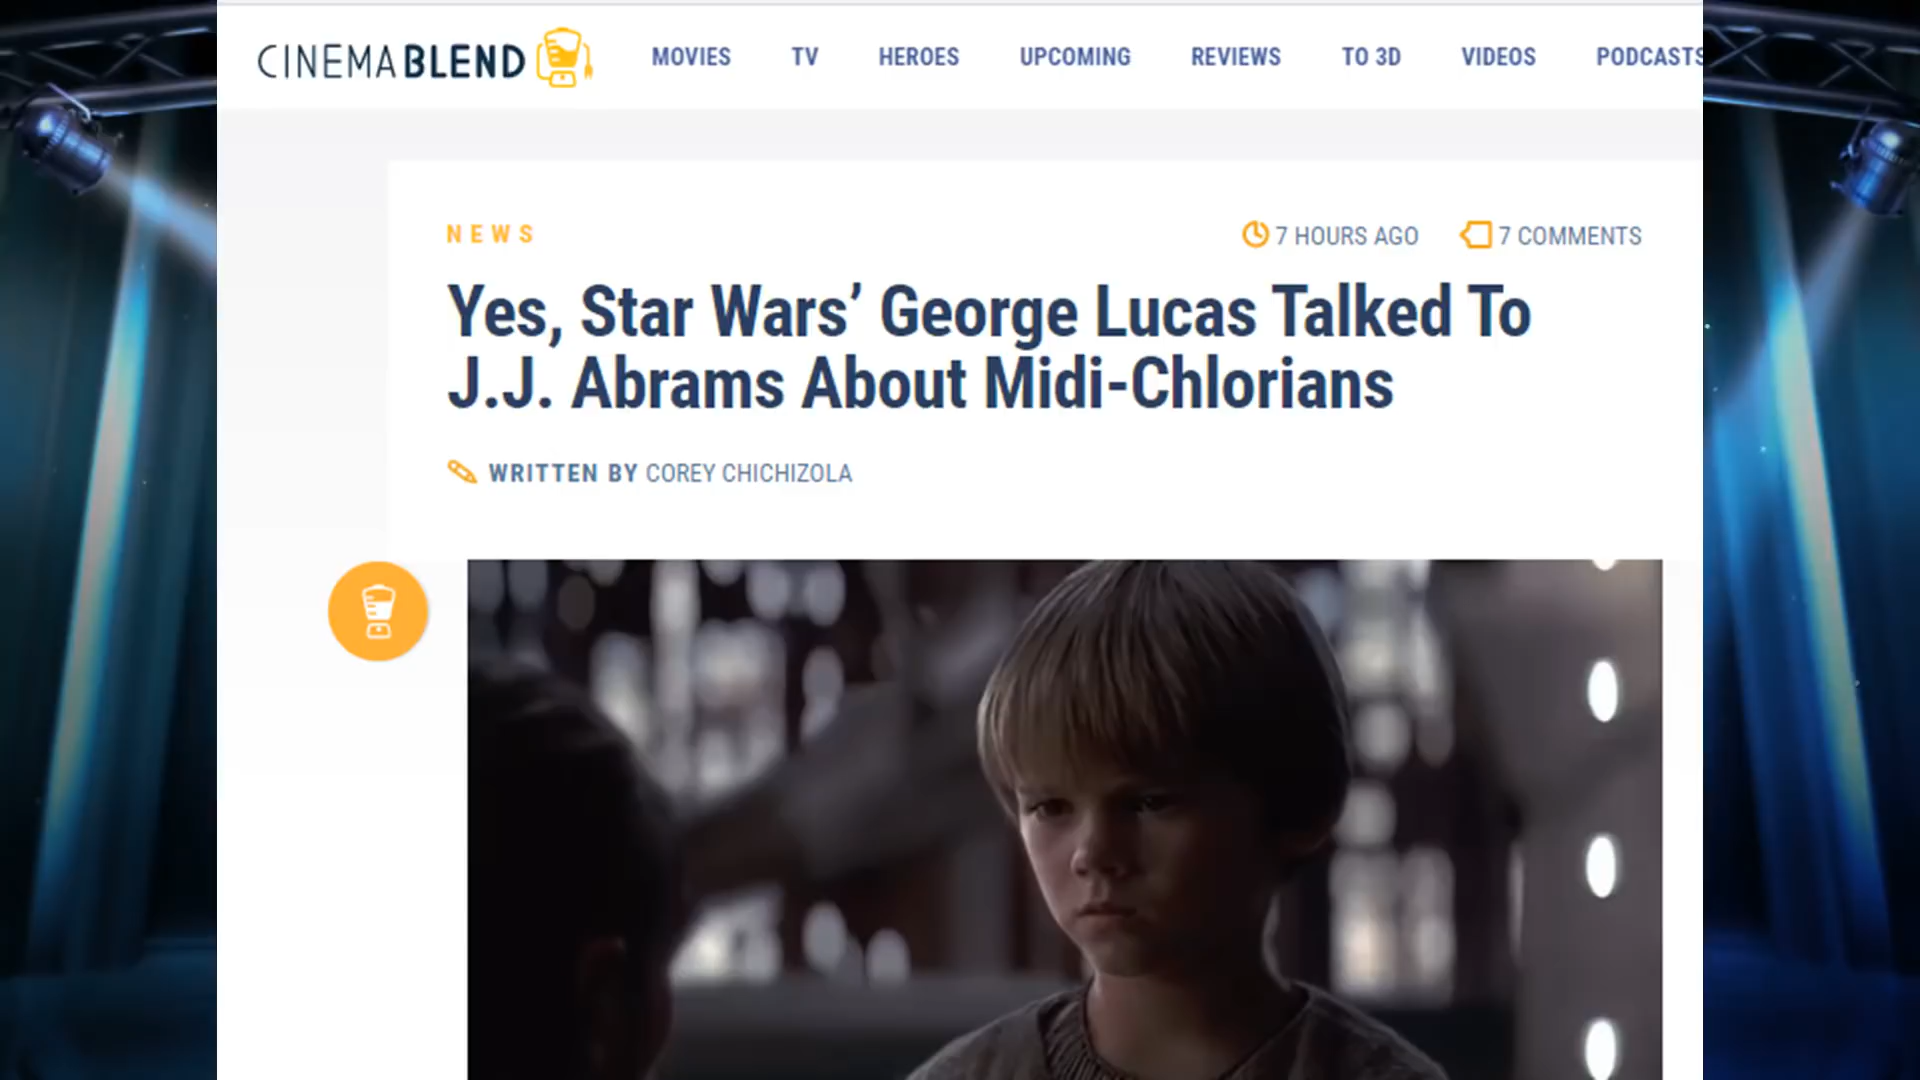 CINEMABLEND
MOVIES TV HEROES UPCOMING REVIEWS TO 3D VIDEOS PODCASTS
NEWS
7 HOURS AGO 7 COMMENTS
Yes, Star Wars’ George Lucas Talked To
J.J. Abrams About Midi-Chlorians
WRITTEN BY COREY CHICHIZOLA